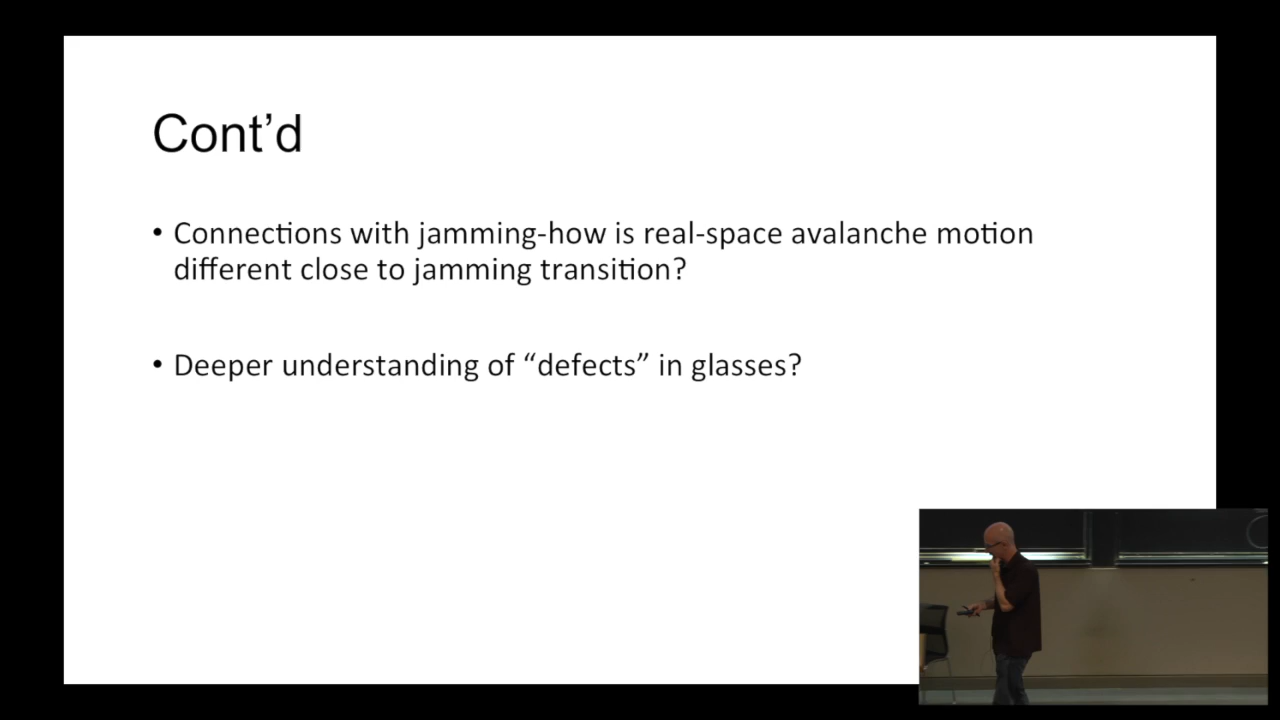 Cont’d
• Connections with jamming-how is real-space avalanche motion
different close to jamming transition?
• Deeper understanding of “defects” in glasses?